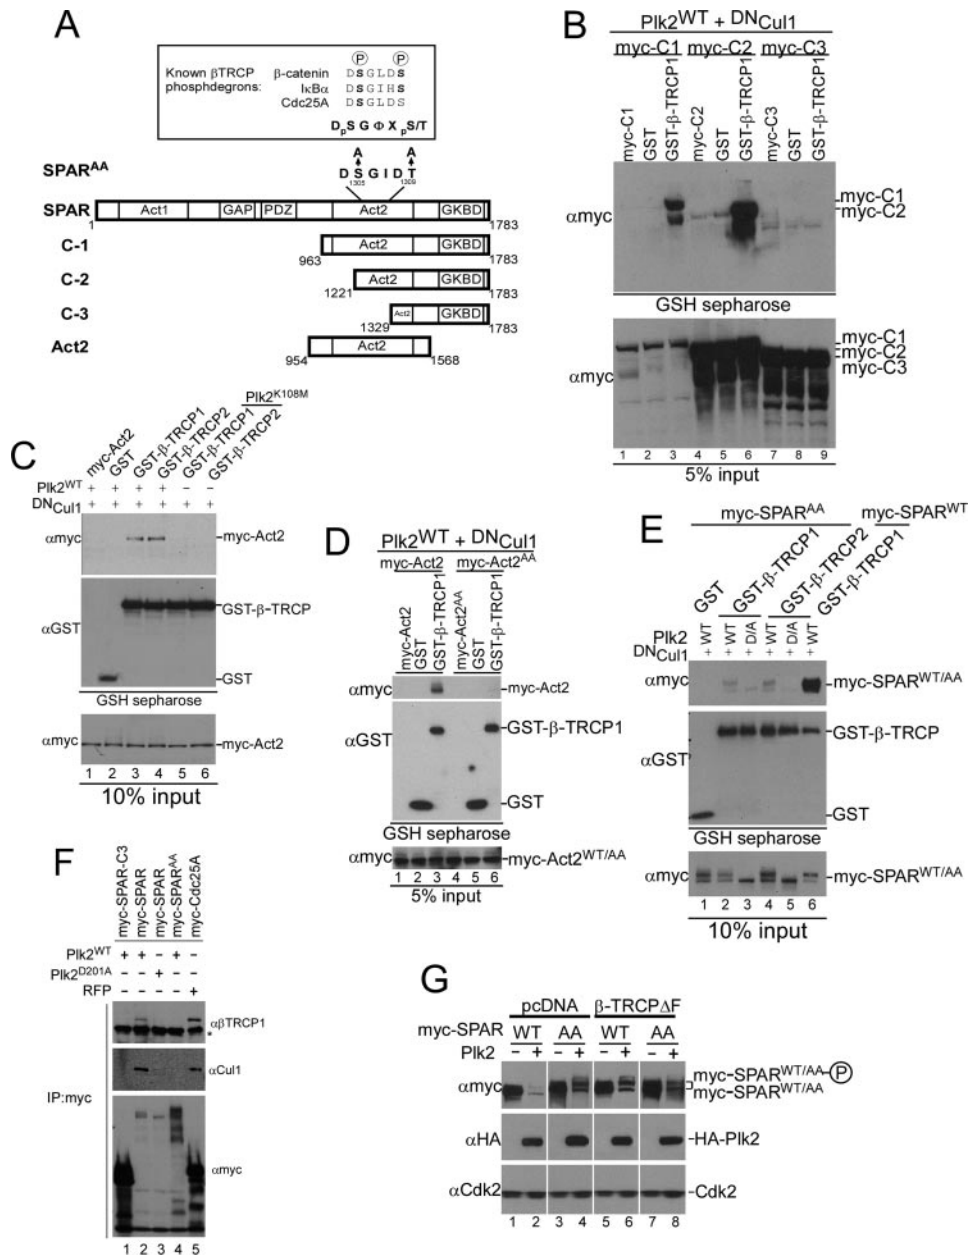 A
Known βTRCP phosphdegrons:
P P
β-catenin DSGLDS
IκBα DSGIHS
Cdc25A DSGLDS
DpSGΦXpS/T
A A
SPARAA DSGIDT
1305 1309
SPAR Act1 GAP PDZ Act2 GKBD
1 1783
C-1 Act2 GKBD
963 1783
C-2 Act2 GKBD
1221 1783
C-3 Act2 GKBD
1329 1783
Act2 Act2
954 1568
B
Plk2WT + DNCul1
myc-C1 myc-C2 myc-C3
myc-C1 GST GST-β-TRCP1 myc-C2 GST GST-β-TRCP1 myc-C3 GST GST-β-TRCP1
αmyc
myc-C1
myc-C2
GSH sepharose
αmyc
myc-C1
myc-C2
myc-C3
1 2 3 4 5 6 7 8 9
5% input
C
Plk2K108M
myc-Act2 GST GST-β-TRCP1 GST-β-TRCP2 GST-β-TRCP1 GST-β-TRCP2
Plk2WT + + + + – –
DNCul1 + + + + + +
αmyc myc-Act2
αGST GST-β-TRCP
GST
GSH sepharose
αmyc myc-Act2
1 2 3 4 5 6
10% input
D
Plk2WT + DNCul1
myc-Act2 myc-Act2AA
myc-Act2 GST GST-β-TRCP1 myc-Act2AA GST GST-β-TRCP1
αmyc myc-Act2
αGST GST-β-TRCP1
GST
GSH sepharose
αmyc myc-Act2WT/AA
1 2 3 4 5 6
5% input
E
myc-SPARAA myc-SPARWT
GST GST-β-TRCP1 GST-β-TRCP2 GST-β-TRCP1
Plk2 WT WT D/A WT D/A WT
DNCul1 + + + + + +
αmyc myc-SPARWT/AA
αGST GST-β-TRCP
GST
GSH sepharose
αmyc myc-SPARWT/AA
1 2 3 4 5 6
10% input
F
myc-SPAR-C3 myc-SPAR myc-SPAR myc-SPARAA myc-Cdc25A
Plk2WT + + – + –
Plk2D201A – – + – –
RFP – – – – +
αβTRCP1
*
αCul1
IP:myc
αmyc
1 2 3 4 5
G
pcDNA β-TRCPΔF
myc-SPAR WT AA WT AA
Plk2 – + – + – + – +
αmyc myc-SPARWT/AA P
myc-SPARWT/AA
αHA HA-Plk2
αCdk2 Cdk2
1 2 3 4 5 6 7 8